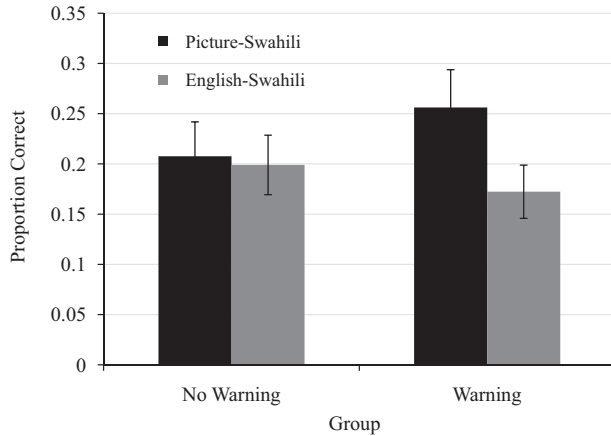 0.35
Picture-Swahili
0.3
English-Swahili
0.25
0.2
0.15
0.1
0.05
0
Proportion Correct
No Warning
Warning
Group